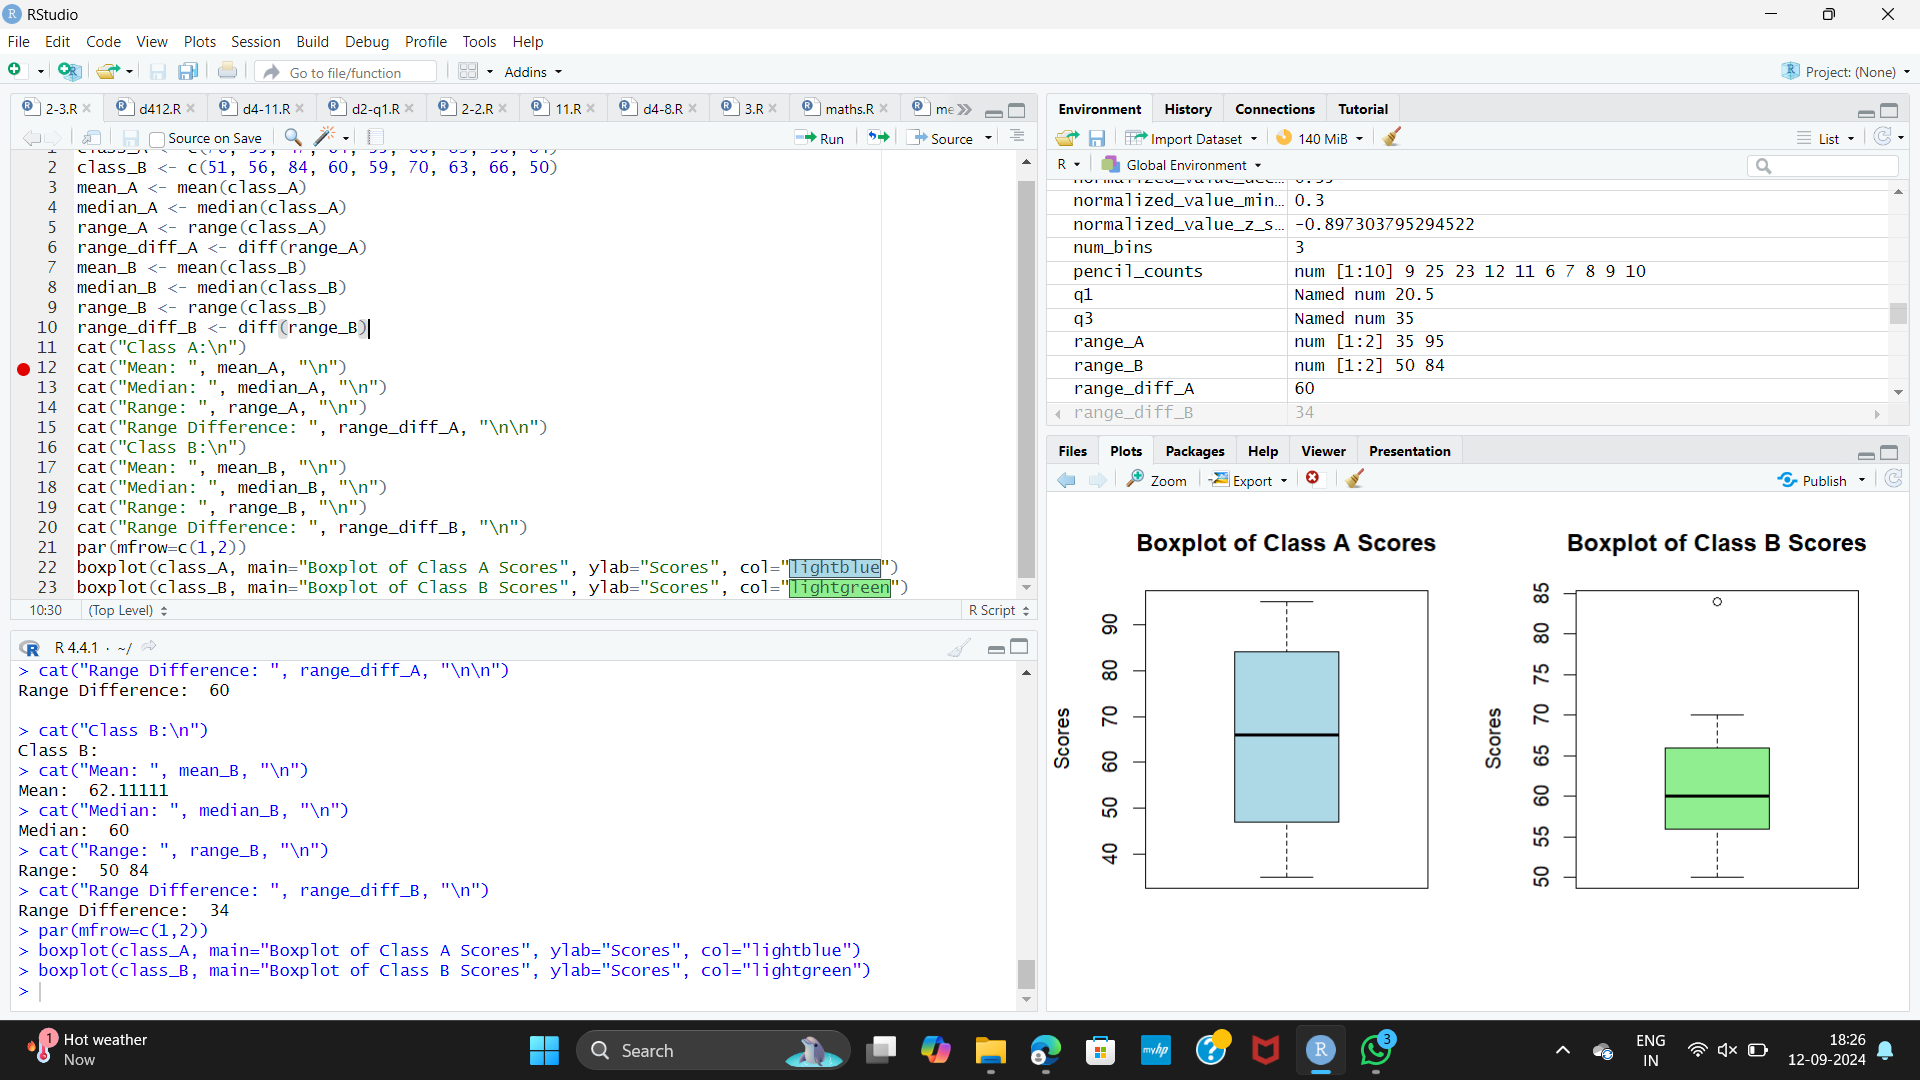 RStudio
File Edit Code View Plots Session Build Debug Profile Tools Help
Go to file/function Addins Project: (None)
2-3.R d412.R d4-11.R d2-q1.R 2-2.R 11.R d4-8.R 3.R maths.R me
Source on Save Run Source
2 class_B <- c(51, 56, 84, 60, 59, 70, 63, 66, 50)
3 mean_A <- mean(class_A)
4 median_A <- median(class_A)
5 range_A <- range(class_A)
6 range_diff_A <- diff(range_A)
7 mean_B <- mean(class_B)
8 median_B <- median(class_B)
9 range_B <- range(class_B)
10 range_diff_B <- diff(range_B)
11 cat("Class A:\n")
12 cat("Mean: ", mean_A, "\n")
13 cat("Median: ", median_A, "\n")
14 cat("Range: ", range_A, "\n")
15 cat("Range Difference: ", range_diff_A, "\n\n")
16 cat("Class B:\n")
17 cat("Mean: ", mean_B, "\n")
18 cat("Median: ", median_B, "\n")
19 cat("Range: ", range_B, "\n")
20 cat("Range Difference: ", range_diff_B, "\n")
21 par(mfrow=c(1,2))
22 boxplot(class_A, main="Boxplot of Class A Scores", ylab="Scores", col="lightblue")
23 boxplot(class_B, main="Boxplot of Class B Scores", ylab="Scores", col="lightgreen")
10:30 (Top Level) R Script
R 4.4.1 · ~/
> cat("Range Difference: ", range_diff_A, "\n\n")
Range Difference:  60
> cat("Class B:\n")
Class B:
> cat("Mean: ", mean_B, "\n")
Mean:  62.11111
> cat("Median: ", median_B, "\n")
Median:  60
> cat("Range: ", range_B, "\n")
Range:  50 84
> cat("Range Difference: ", range_diff_B, "\n")
Range Difference:  34
> par(mfrow=c(1,2))
> boxplot(class_A, main="Boxplot of Class A Scores", ylab="Scores", col="lightblue")
> boxplot(class_B, main="Boxplot of Class B Scores", ylab="Scores", col="lightgreen")
>
Environment History Connections Tutorial
Import Dataset 140 MiB List
R Global Environment
normalized_value_min… 0.3
normalized_value_z_s… -0.897303795294522
num_bins 3
pencil_counts num [1:10] 9 25 23 12 11 6 7 8 9 10
q1 Named num 20.5
q3 Named num 35
range_A num [1:2] 35 95
range_B num [1:2] 50 84
range_diff_A 60
range_diff_B 34
Files Plots Packages Help Viewer Presentation
Zoom Export Publish
Boxplot of Class A Scores
Scores
90
80
70
60
50
40
Boxplot of Class B Scores
Scores
85
80
75
70
65
60
55
50
1 Hot weather
Now
Search
myhp
R
3
ENG
IN
18:26
12-09-2024